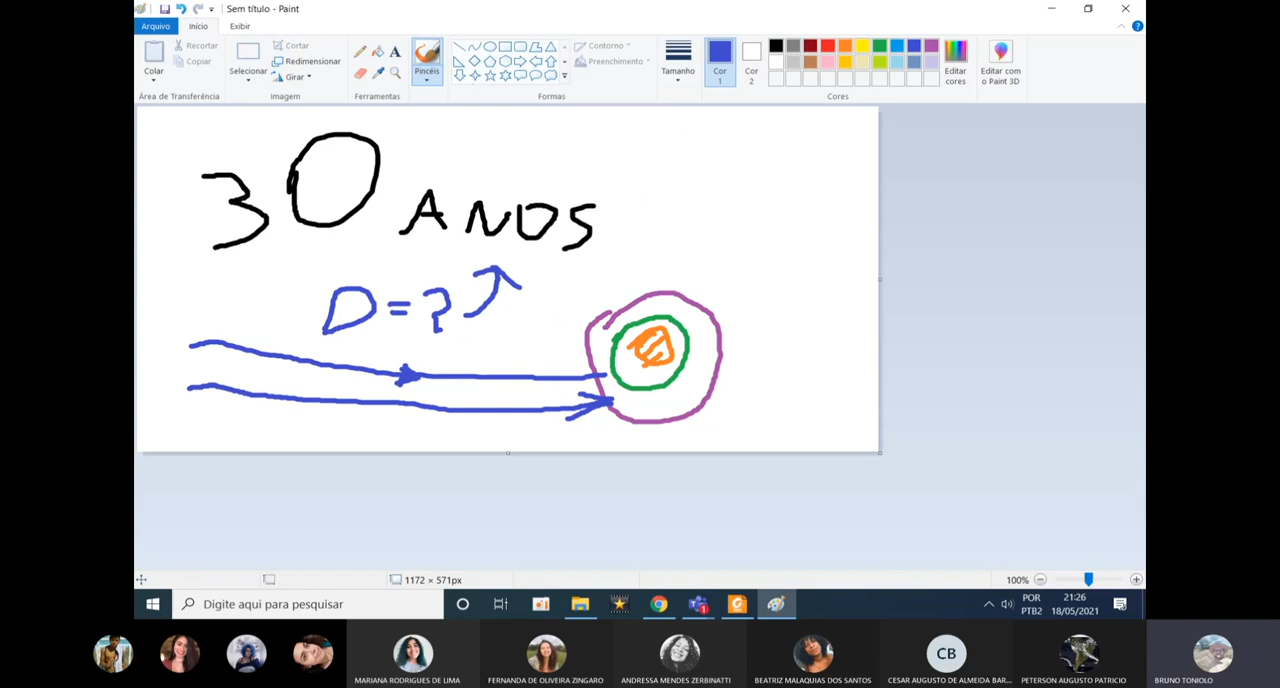 Sem título - Paint
Arquivo Início Exibir
Colar
Recortar
Copiar
Área de Transferência
Selecionar
Cortar
Redimensionar
Girar
Imagem
A
Ferramentas
Pincéis
Contorno
Preenchimento
Formas
Tamanho
Cor 1
Cor 2
Editar cores
Cores
Editar com o Paint 3D
30 ANOS
D = ?
1172 × 571px
100%
Digite aqui para pesquisar
1
POR
PTB2
21:26
18/05/2021
CB
MARIANA RODRIGUES DE LIMA
FERNANDA DE OLIVEIRA ZINGARO
ANDRESSA MENDES ZERBINATTI
BEATRIZ MALAQUIAS DOS SANTOS
CESAR AUGUSTO DE ALMEIDA BAR...
PETERSON AUGUSTO PATRICIO
BRUNO TONIOLO